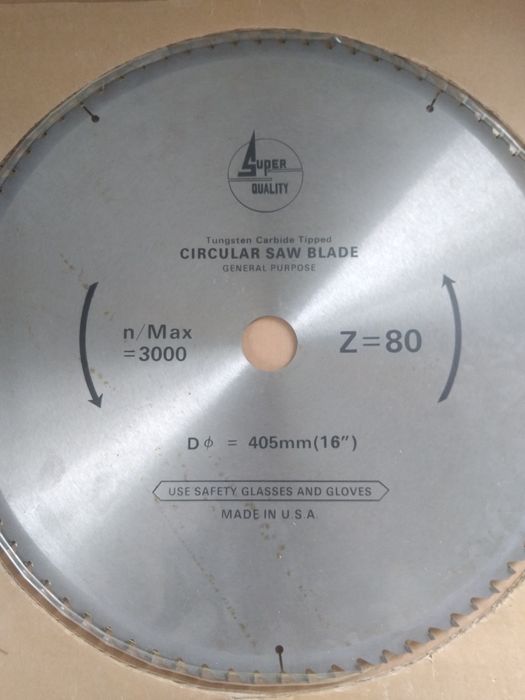 Super
QUALITY
Tungsten Carbide Tipped
CIRCULAR SAW BLADE
GENERAL PURPOSE
n/Max
=3000
Z=80
Dϕ = 405mm(16")
USE SAFETY GLASSES AND GLOVES
MADE IN U.S.A.